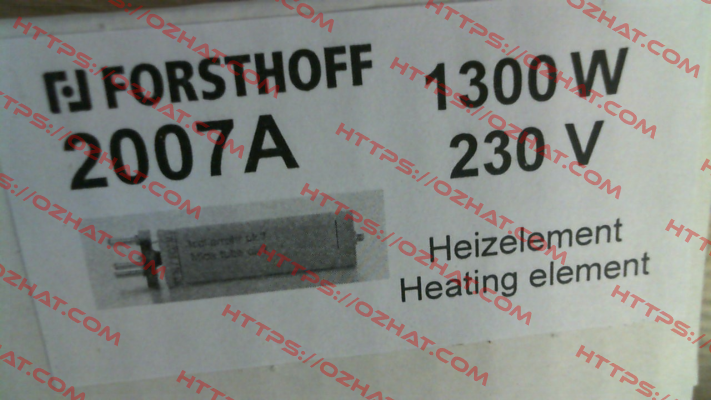 FORSTHOFF
2007A
1300 W
230 V
Heizelement
Heating element
HTTPS://OZHAT.COM